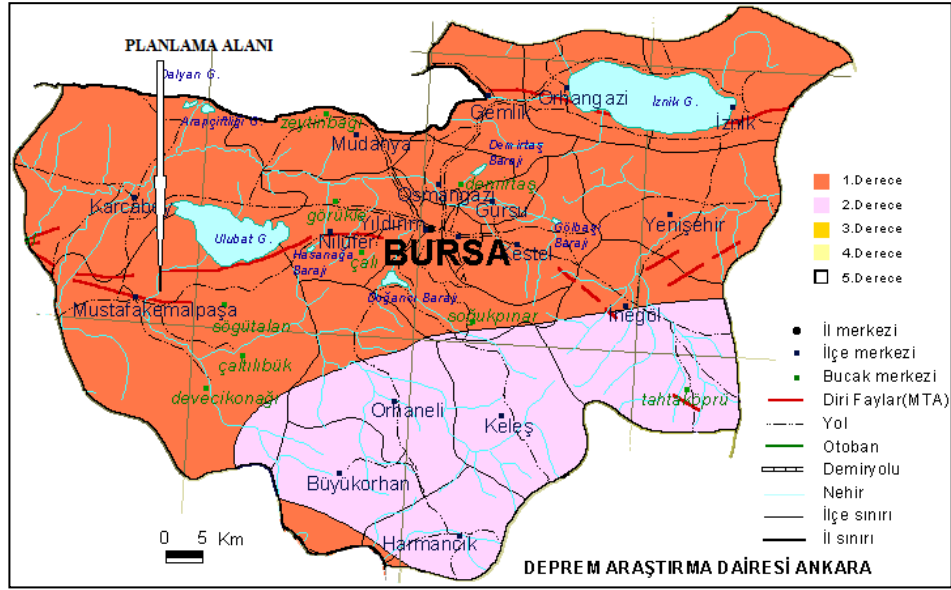 PLANLAMA ALANI
Dalyan G.
Arapçiftliği G.
zeytinbağı
Mudanya
Gemlik
Orhangazi
İznik G.
İznik
Demirtaş
Barajı
Osmangazi
demirtaş
Gürsu
Karcabey
görükle
Yıldırım
Ulubat G.
Nilüfer
Hasanağa
Barajı
çalı
BURSA
estel
Gölbaşı
Barajı
Yenişehir
Doğancı Barajı
Mustafakemalpaşa
söğütalan
soğukpınar
İnegöl
çaltılıbük
devecikonağı
Orhaneli
Keleş
tahtaköprü
Büyükorhan
Harmancık
0 5 Km
1.Derece
2.Derece
3.Derece
4.Derece
5.Derece
İl merkezi
İlçe merkezi
Bucak merkezi
Diri Faylar(MTA)
Yol
Otoban
Demiryolu
Nehir
İlçe sınırı
İl sınırı
DEPREM ARAŞTIRMA DAİRESİ ANKARA